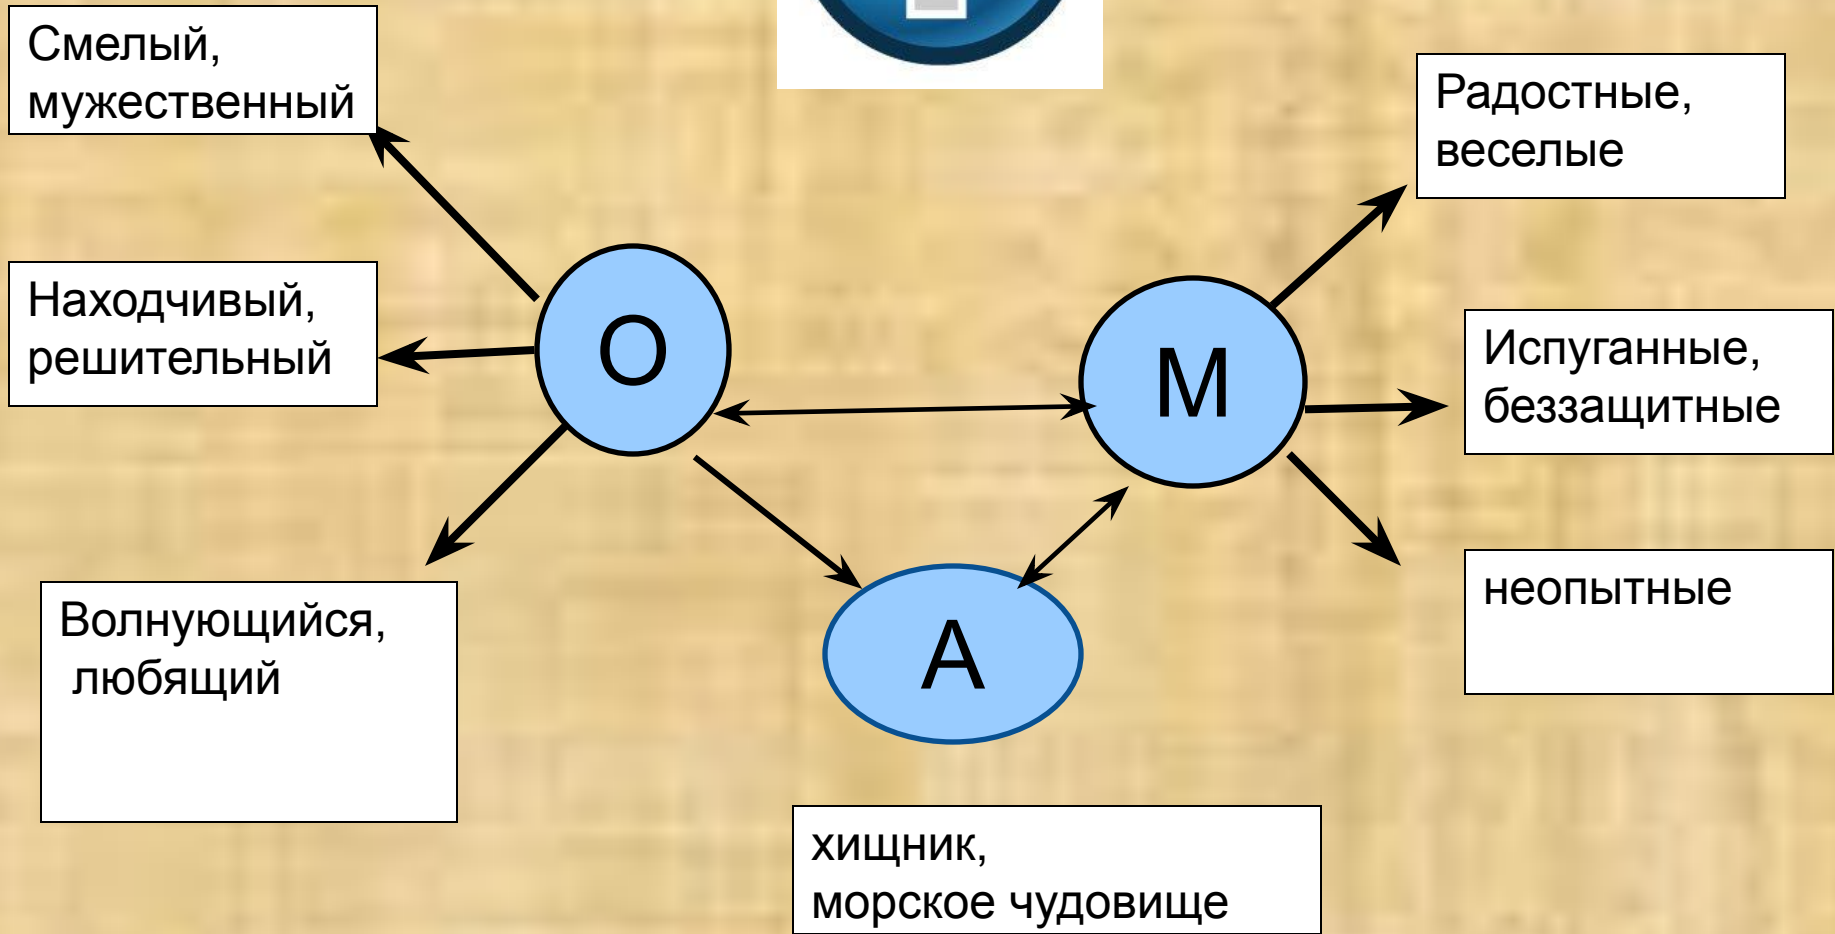 Смелый,
мужественный
Радостные,
веселые
Находчивый,
решительный
О
М
Испуганные,
беззащитные
Волнующийся,
любящий
А
неопытные
хищник,
морское чудовище